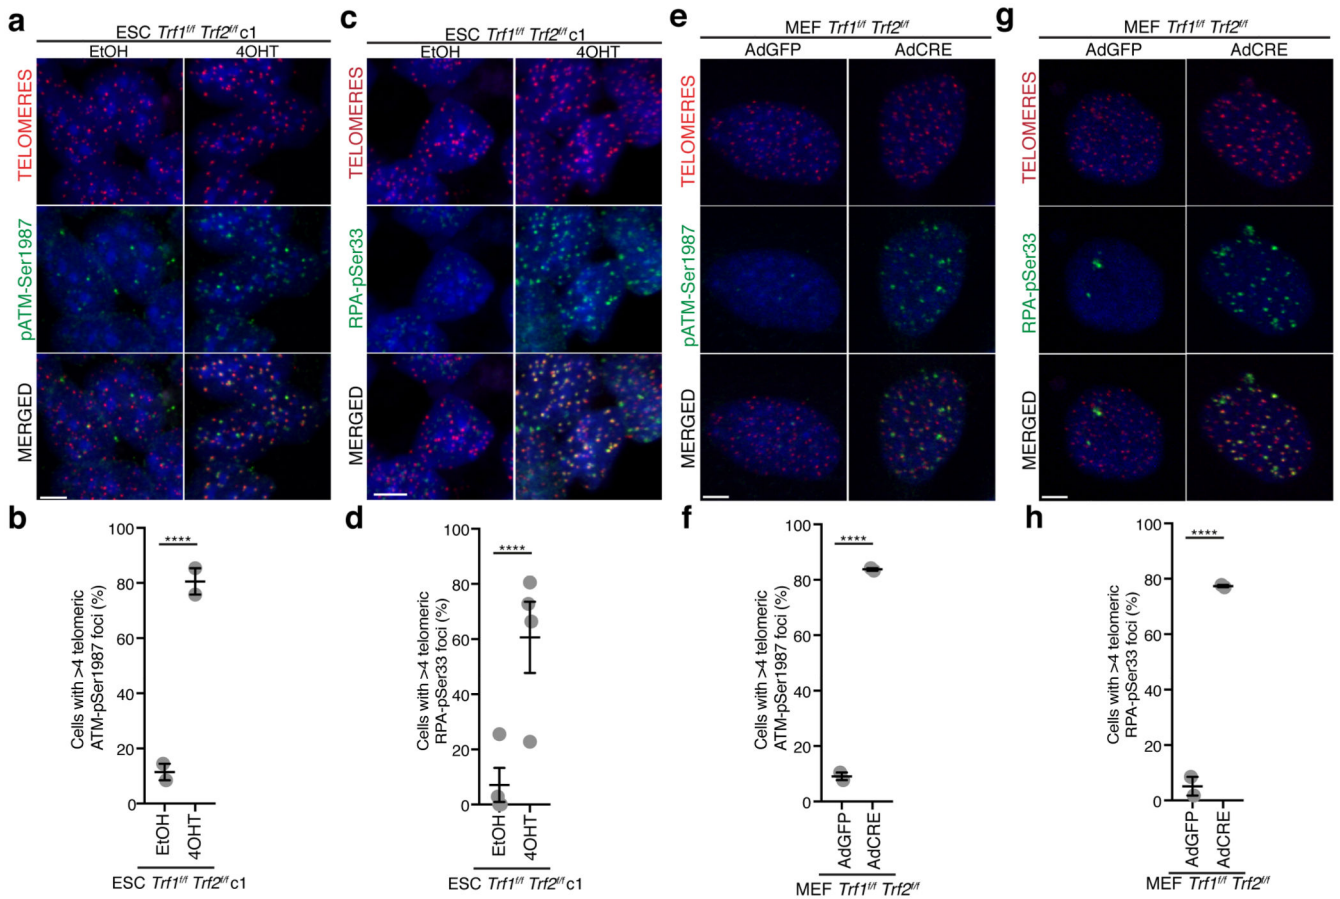 a
ESC Trf1f/f Trf2f/f c1
EtOH
4OHT
TELOMERES
pATM-Ser1987
MERGED
c
ESC Trf1f/f Trf2f/f c1
EtOH
4OHT
TELOMERES
RPA-pSer33
MERGED
e
MEF Trf1f/f Trf2f/f
AdGFP
AdCRE
TELOMERES
pATM-Ser1987
MERGED
g
MEF Trf1f/f Trf2f/f
AdGFP
AdCRE
TELOMERES
RPA-pSer33
MERGED
b
Cells with >4 telomeric
ATM-pSer1987 foci (%)
100
80
60
40
20
0
****
EtOH
4OHT
ESC Trf1f/f Trf2f/f c1
d
Cells with >4 telomeric
RPA-pSer33 foci (%)
100
80
60
40
20
0
****
EtOH
4OHT
ESC Trf1f/f Trf2f/f c1
f
Cells with >4 telomeric
ATM-pSer1987 foci (%)
100
80
60
40
20
0
****
AdGFP
AdCRE
MEF Trf1f/f Trf2f/f
h
Cells with >4 telomeric
RPA-pSer33 foci (%)
100
80
60
40
20
0
****
AdGFP
AdCRE
MEF Trf1f/f Trf2f/f